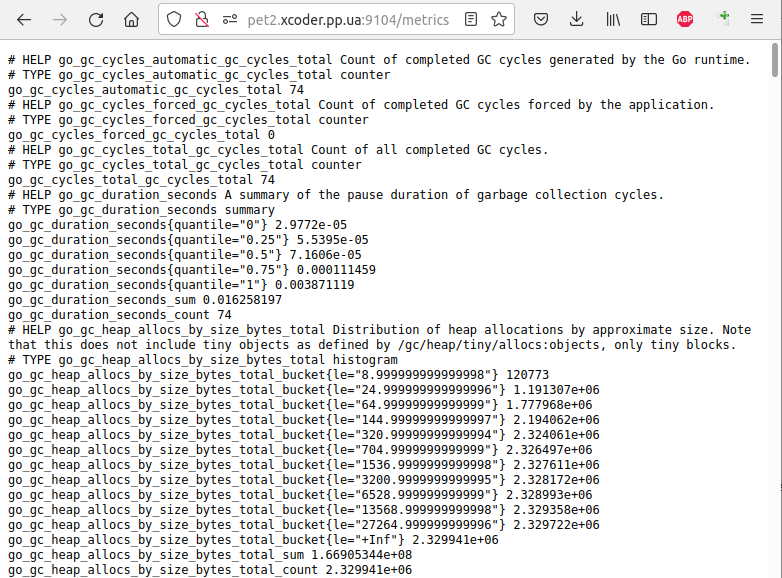 pet2.xcoder.pp.ua:9104/metrics
ABP
# HELP go_gc_cycles_automatic_gc_cycles_total Count of completed GC cycles generated by the Go runtime.
# TYPE go_gc_cycles_automatic_gc_cycles_total counter
go_gc_cycles_automatic_gc_cycles_total 74
# HELP go_gc_cycles_forced_gc_cycles_total Count of completed GC cycles forced by the application.
# TYPE go_gc_cycles_forced_gc_cycles_total counter
go_gc_cycles_forced_gc_cycles_total 0
# HELP go_gc_cycles_total_gc_cycles_total Count of all completed GC cycles.
# TYPE go_gc_cycles_total_gc_cycles_total counter
go_gc_cycles_total_gc_cycles_total 74
# HELP go_gc_duration_seconds A summary of the pause duration of garbage collection cycles.
# TYPE go_gc_duration_seconds summary
go_gc_duration_seconds{quantile="0"} 2.9772e-05
go_gc_duration_seconds{quantile="0.25"} 5.5395e-05
go_gc_duration_seconds{quantile="0.5"} 7.1606e-05
go_gc_duration_seconds{quantile="0.75"} 0.000111459
go_gc_duration_seconds{quantile="1"} 0.003871119
go_gc_duration_seconds_sum 0.016258197
go_gc_duration_seconds_count 74
# HELP go_gc_heap_allocs_by_size_bytes_total Distribution of heap allocations by approximate size. Note
that this does not include tiny objects as defined by /gc/heap/tiny/allocs:objects, only tiny blocks.
# TYPE go_gc_heap_allocs_by_size_bytes_total histogram
go_gc_heap_allocs_by_size_bytes_total_bucket{le="8.999999999999998"} 120773
go_gc_heap_allocs_by_size_bytes_total_bucket{le="24.999999999999996"} 1.191307e+06
go_gc_heap_allocs_by_size_bytes_total_bucket{le="64.99999999999999"} 1.777968e+06
go_gc_heap_allocs_by_size_bytes_total_bucket{le="144.99999999999997"} 2.194062e+06
go_gc_heap_allocs_by_size_bytes_total_bucket{le="320.99999999999994"} 2.324061e+06
go_gc_heap_allocs_by_size_bytes_total_bucket{le="704.9999999999999"} 2.326497e+06
go_gc_heap_allocs_by_size_bytes_total_bucket{le="1536.9999999999998"} 2.327611e+06
go_gc_heap_allocs_by_size_bytes_total_bucket{le="3200.9999999999995"} 2.328172e+06
go_gc_heap_allocs_by_size_bytes_total_bucket{le="6528.999999999999"} 2.328993e+06
go_gc_heap_allocs_by_size_bytes_total_bucket{le="13568.999999999998"} 2.329358e+06
go_gc_heap_allocs_by_size_bytes_total_bucket{le="27264.999999999996"} 2.329722e+06
go_gc_heap_allocs_by_size_bytes_total_bucket{le="+Inf"} 2.329941e+06
go_gc_heap_allocs_by_size_bytes_total_sum 1.66905344e+08
go_gc_heap_allocs_by_size_bytes_total_count 2.329941e+06